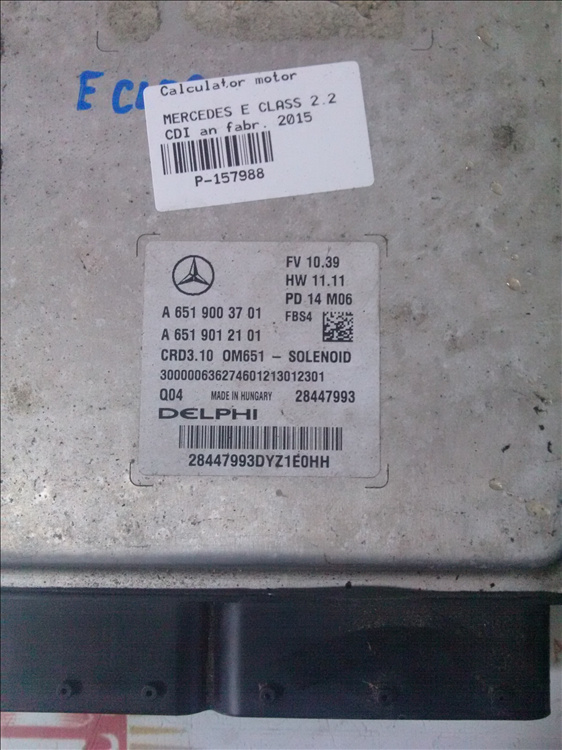 E
Calculator motor
MERCEDES E CLASS 2.2
CDI an fabr. 2015
P-157988
FV 10.39
HW 11.11
PD 14 M06
A 651 900 37 01
FBS4
A 651 901 21 01
CRD3.10 OM651 - SOLENOID
300000636274601213012301
Q04 MADE IN HUNGARY 28447993
DELPHI
28447993DYZ1E0HH